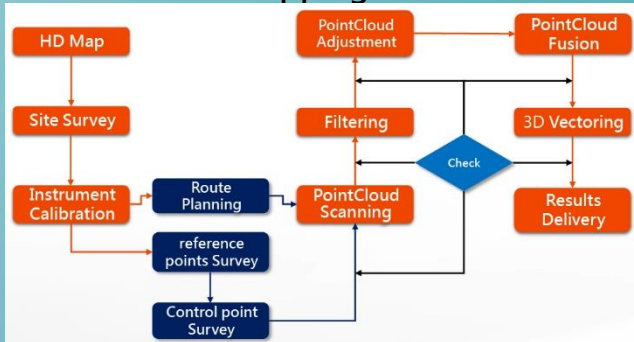 HD Map
Site Survey
Instrument
Calibration
Route
Planning
reference
points Survey
Control point
Survey
PointCloud
Scanning
Filtering
PointCloud
Adjustment
PointCloud
Fusion
3D Vectoring
Results
Delivery
Check